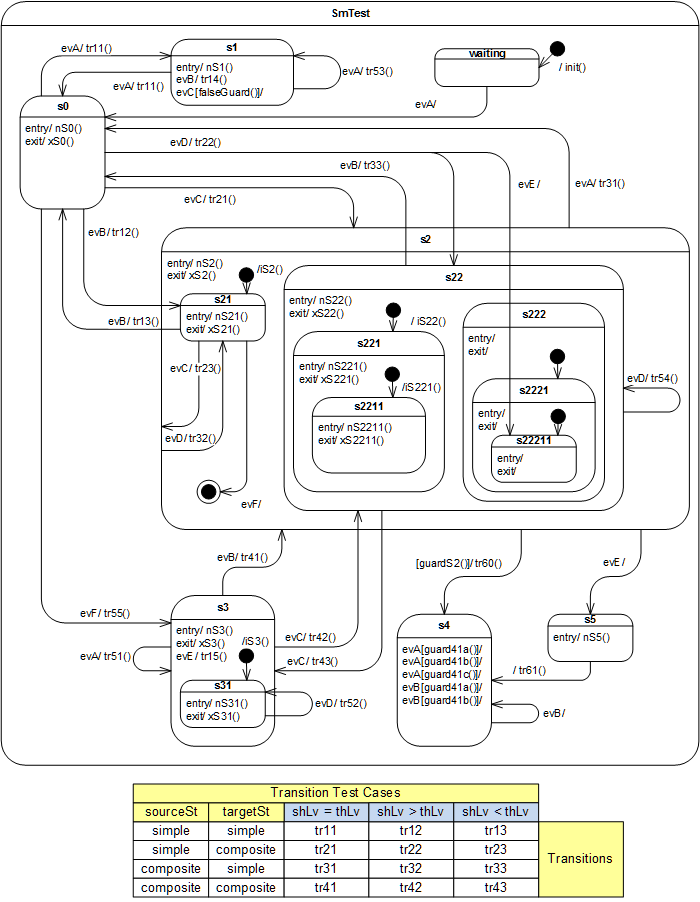 SmTest
evA/ tr11()
s1
entry/ nS1()
evB/ tr14()
evC[falseGuard()]/
evA/ tr53()
waiting
/ init()
evA/ tr11()
evA/
s0
entry/ nS0()
exit/ xS0()
evD/ tr22()
evB/ tr33()
evE /
evA/ tr31()
evC/ tr21()
evB/ tr12()
s2
entry/ nS2()
exit/ xS2()
/iS2()
s21
entry/ nS21()
exit/ xS21()
evB/ tr13()
evC/ tr23()
evD/ tr32()
evF/
s22
entry/ nS22()
exit/ xS22()
/ iS22()
s221
entry/ nS221()
exit/ xS221()
/iS221()
s2211
entry/ nS2211()
exit/ xS2211()
s222
entry/
exit/
s2221
entry/
exit/
s22211
entry/
exit/
evD/ tr54()
evB/ tr41()
[guardS2()]/ tr60()
evE /
evF/ tr55()
s3
entry/ nS3()
exit/ xS3()
evE / tr15()
/iS3()
evA/ tr51()
s31
entry/ nS31()
exit/ xS31()
evD/ tr52()
evC/ tr42()
evC/ tr43()
s4
evA[guard41a()]/
evA[guard41b()]/
evA[guard41c()]/
evB[guard41a()]/
evB[guard41b()]/
evB/
s5
entry/ nS5()
/ tr61()
Transition Test Cases
sourceSt targetSt shLv = thLv shLv > thLv shLv < thLv
simple simple tr11 tr12 tr13
simple composite tr21 tr22 tr23
composite simple tr31 tr32 tr33
composite composite tr41 tr42 tr43
Transitions